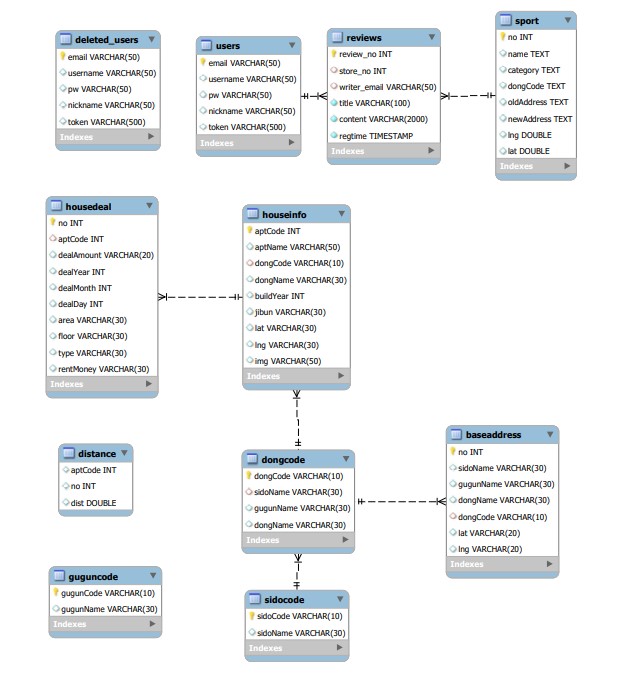 deleted_users
email VARCHAR(50)
username VARCHAR(50)
pw VARCHAR(50)
nickname VARCHAR(50)
token VARCHAR(500)
Indexes
users
email VARCHAR(50)
username VARCHAR(50)
pw VARCHAR(50)
nickname VARCHAR(50)
token VARCHAR(500)
Indexes
reviews
review_no INT
store_no INT
writer_email VARCHAR(50)
title VARCHAR(100)
content VARCHAR(2000)
regtime TIMESTAMP
Indexes
sport
no INT
name TEXT
category TEXT
dongCode TEXT
oldAddress TEXT
newAddress TEXT
lng DOUBLE
lat DOUBLE
Indexes
housedeal
no INT
aptCode INT
dealAmount VARCHAR(20)
dealYear INT
dealMonth INT
dealDay INT
area VARCHAR(30)
floor VARCHAR(30)
type VARCHAR(30)
rentMoney VARCHAR(30)
Indexes
houseinfo
aptCode INT
aptName VARCHAR(50)
dongCode VARCHAR(10)
dongName VARCHAR(30)
buildYear INT
jibun VARCHAR(30)
lat VARCHAR(30)
lng VARCHAR(30)
img VARCHAR(50)
Indexes
distance
aptCode INT
no INT
dist DOUBLE
dongcode
dongCode VARCHAR(10)
sidoName VARCHAR(30)
gugunName VARCHAR(30)
dongName VARCHAR(30)
Indexes
baseaddress
no INT
sidoName VARCHAR(30)
gugunName VARCHAR(30)
dongName VARCHAR(30)
dongCode VARCHAR(10)
lat VARCHAR(20)
lng VARCHAR(20)
Indexes
guguncode
gugunCode VARCHAR(10)
gugunName VARCHAR(30)
Indexes
sidocode
sidoCode VARCHAR(10)
sidoName VARCHAR(30)
Indexes